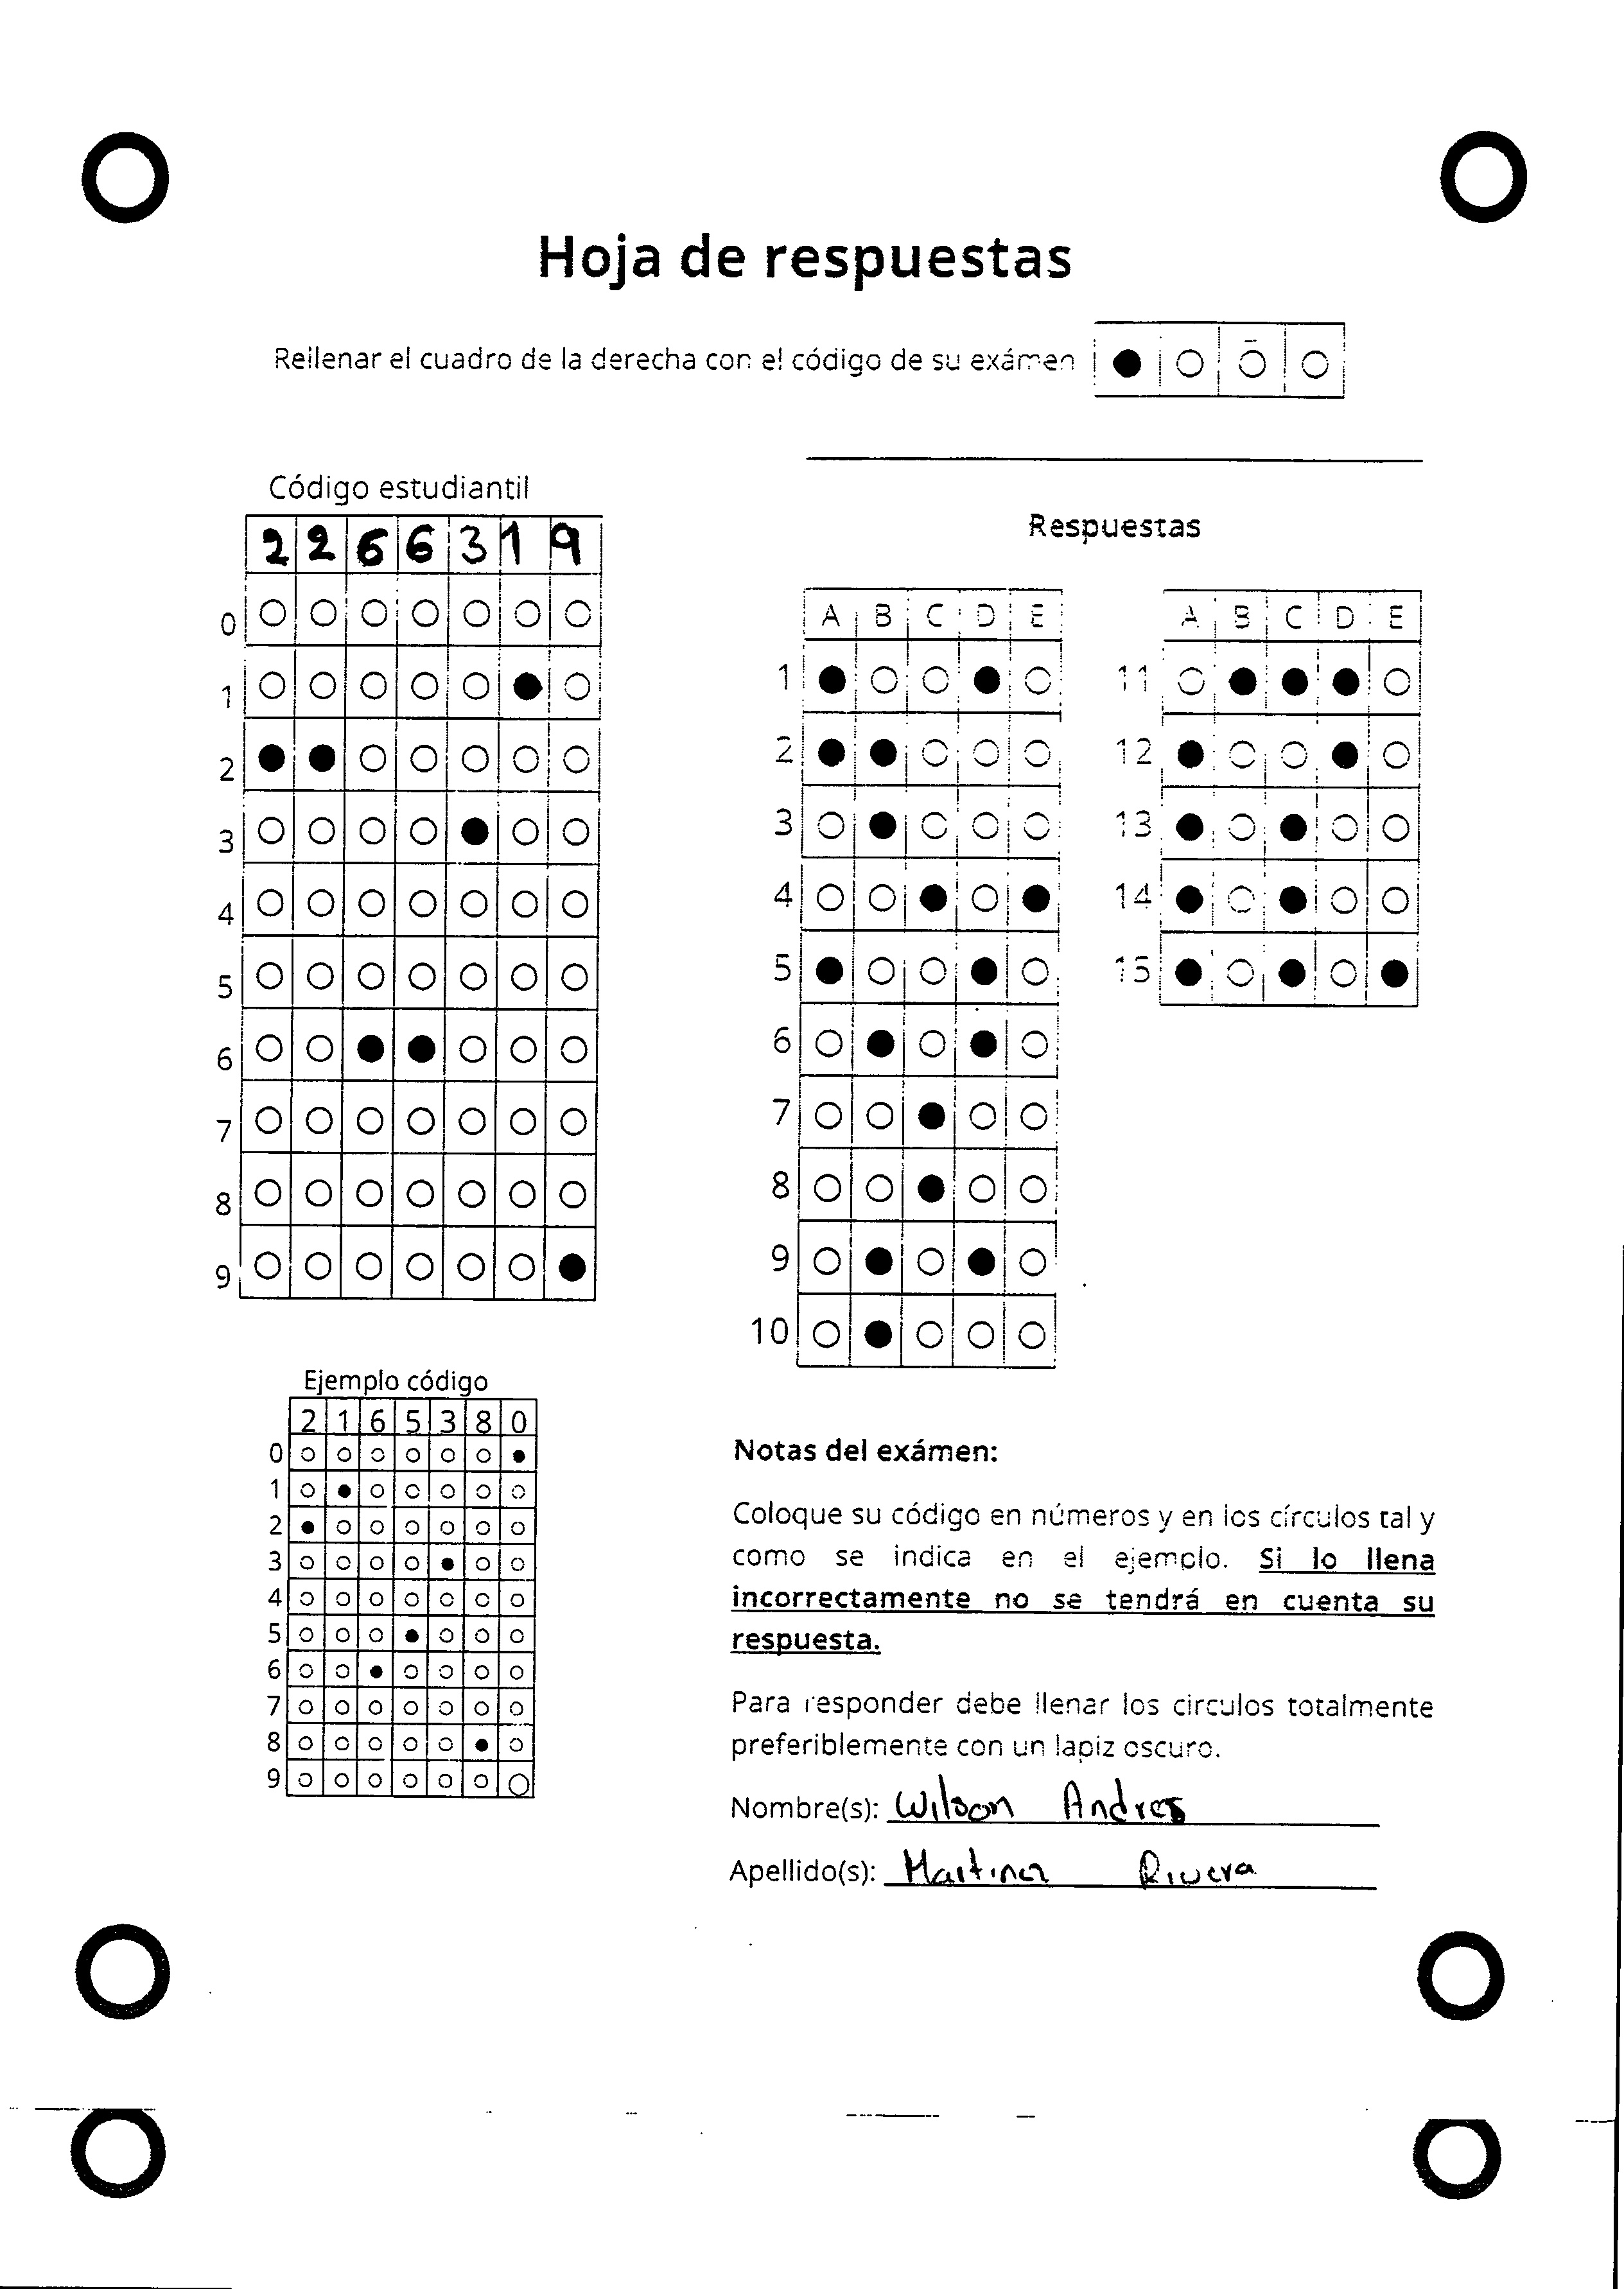 Hoja de respuestas
Rellenar el cuadro de la derecha con el código de su exámen
Código estudiantil
2 2 6 6 3 1 9
0
1
2
3
4
5
6
7
8
9
Respuestas
A B C D E
1
2
3
4
5
6
7
8
9
10
A B C D E
11
12
13
14
15
Ejemplo código
2 1 6 5 3 8 0
0
1
2
3
4
5
6
7
8
9
Notas del exámen:
Coloque su código en números y en los círculos tal y
como se indica en el ejemplo. Si lo llena
incorrectamente no se tendrá en cuenta su
respuesta.
Para responder debe llenar los circulos totalmente
preferiblemente con un lapiz oscuro.
Nombre(s): Wilson Andres
Apellido(s): Martinez Rivera